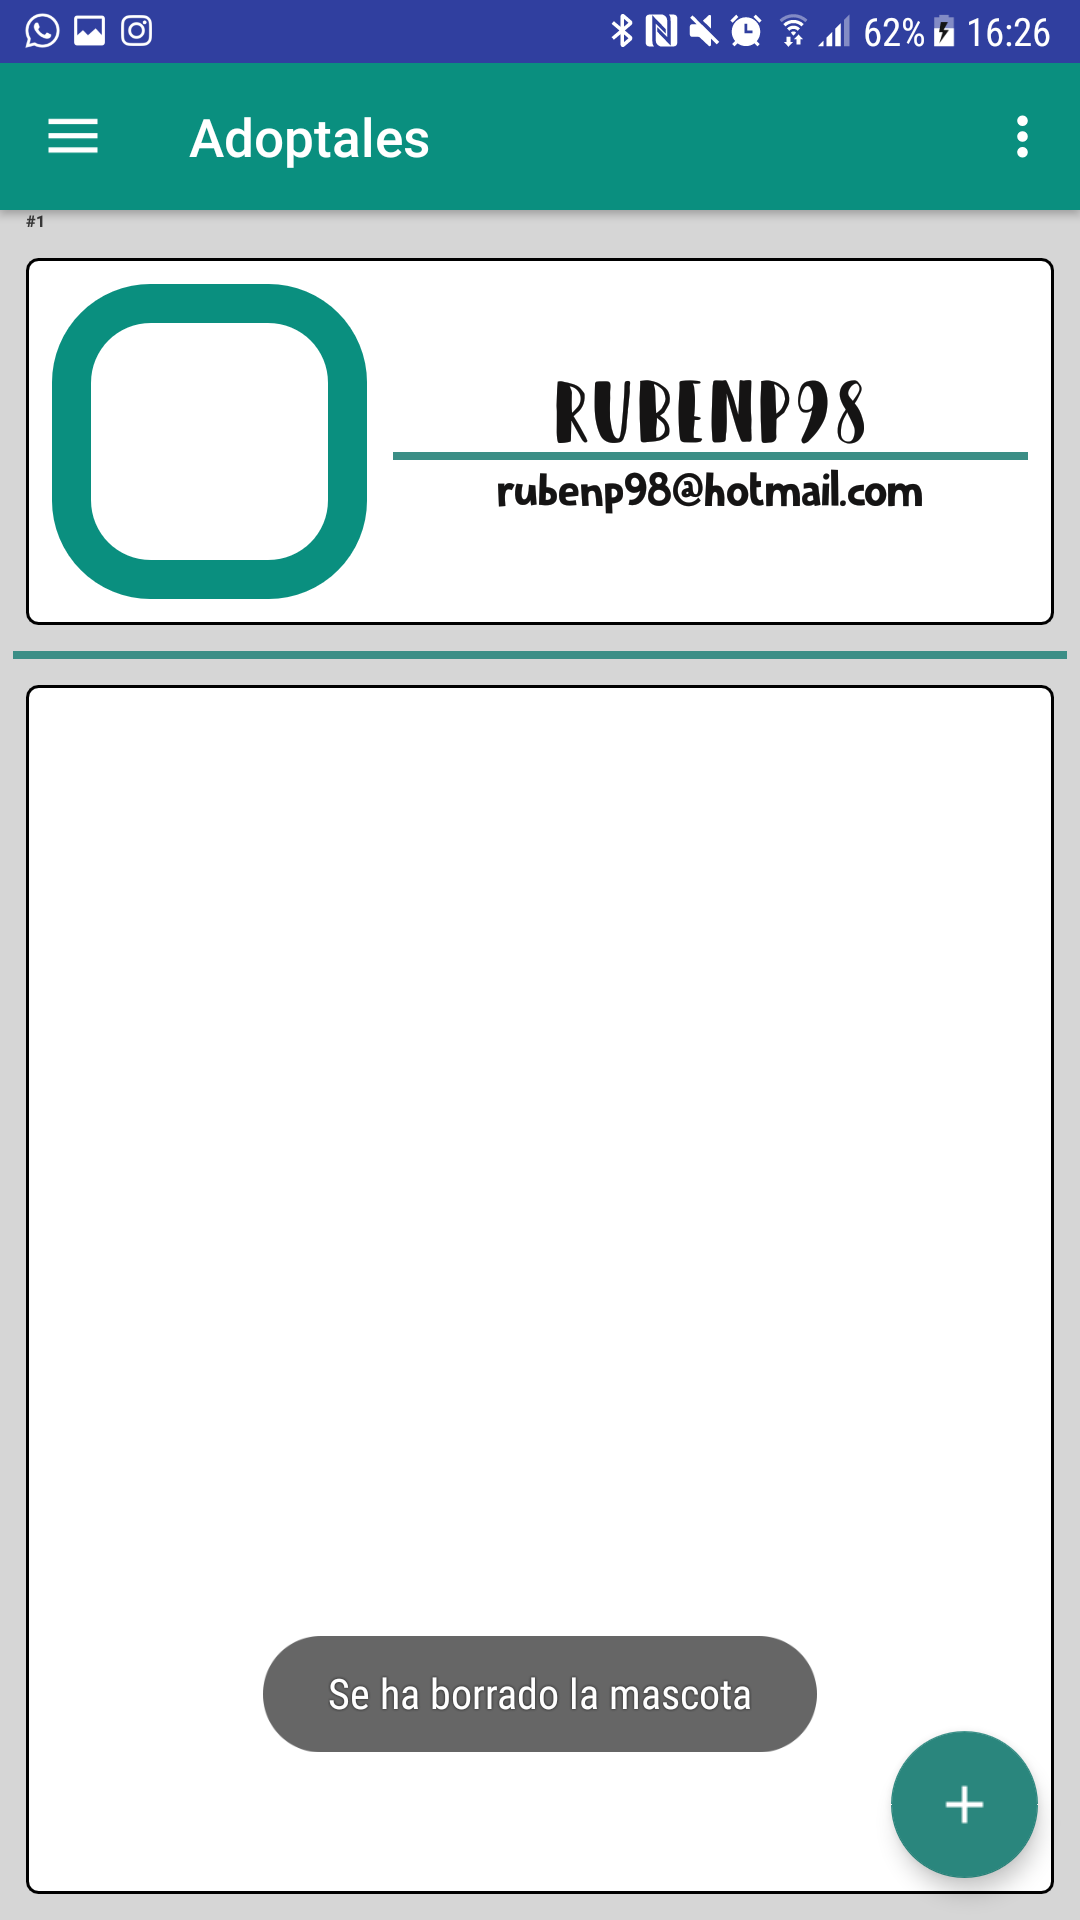 62% 16:26
Adoptales
#1
RUBENP98
rubenp98@hotmail.com
Se ha borrado la mascota